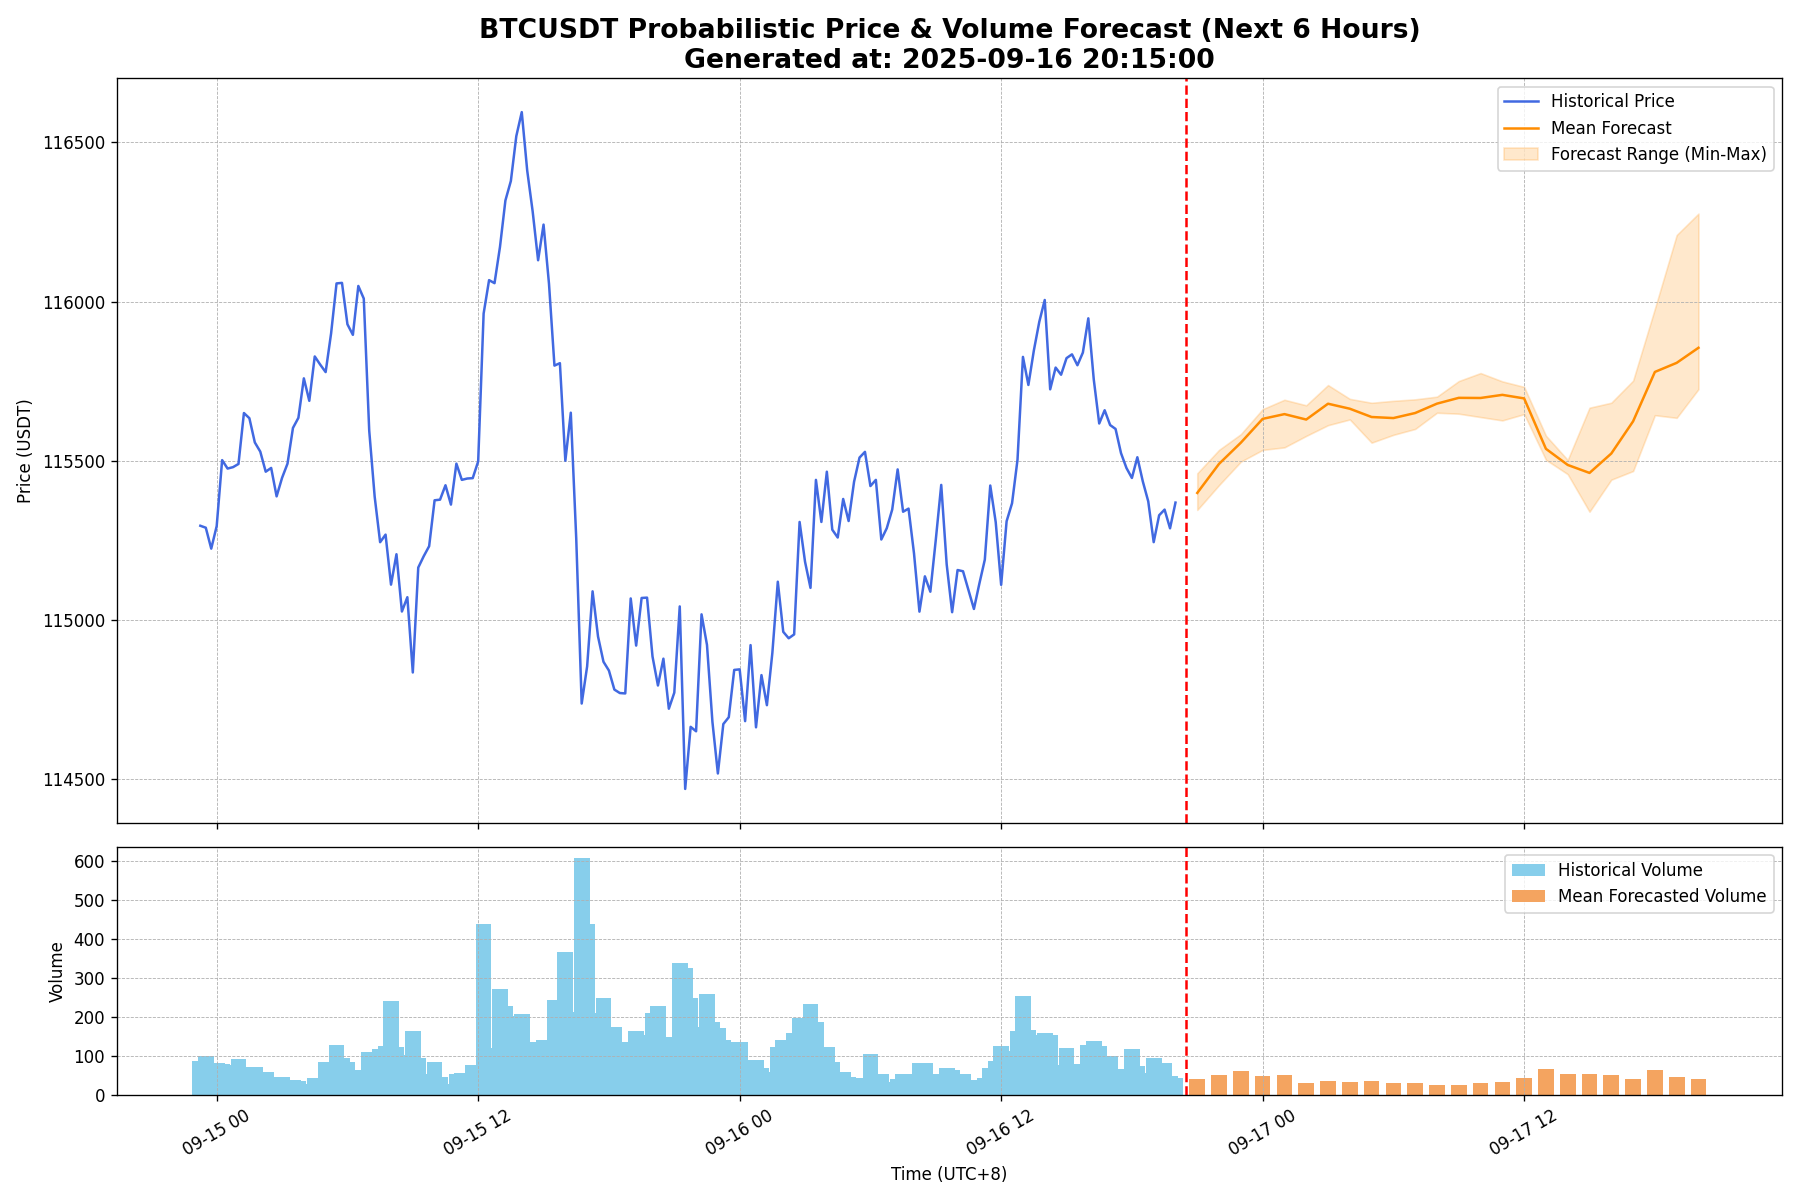 BTCUSDT Probabilistic Price & Volume Forecast (Next 6 Hours)
Generated at: 2025-09-16 20:15:00
Historical Price
Mean Forecast
Forecast Range (Min-Max)
Price (USDT)
116500
116000
115500
115000
114500
Historical Volume
Mean Forecasted Volume
Volume
600
500
400
300
200
100
0
09-15 00
09-15 12
09-16 00
09-16 12
09-17 00
09-17 12
Time (UTC+8)